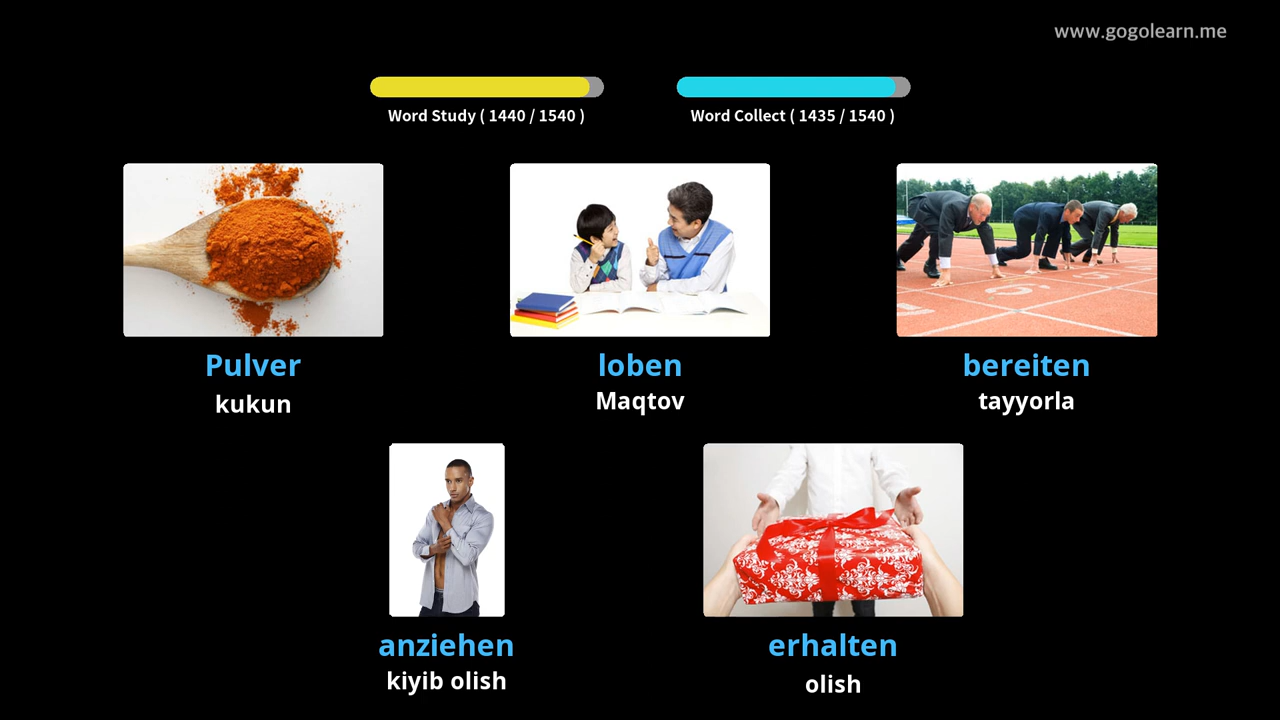 www.gogolearn.me
Word Study ( 1440 / 1540 )
Word Collect ( 1435 / 1540 )
Pulver
kukun
loben
Maqtov
bereiten
tayyorla
anziehen
kiyib olish
erhalten
olish